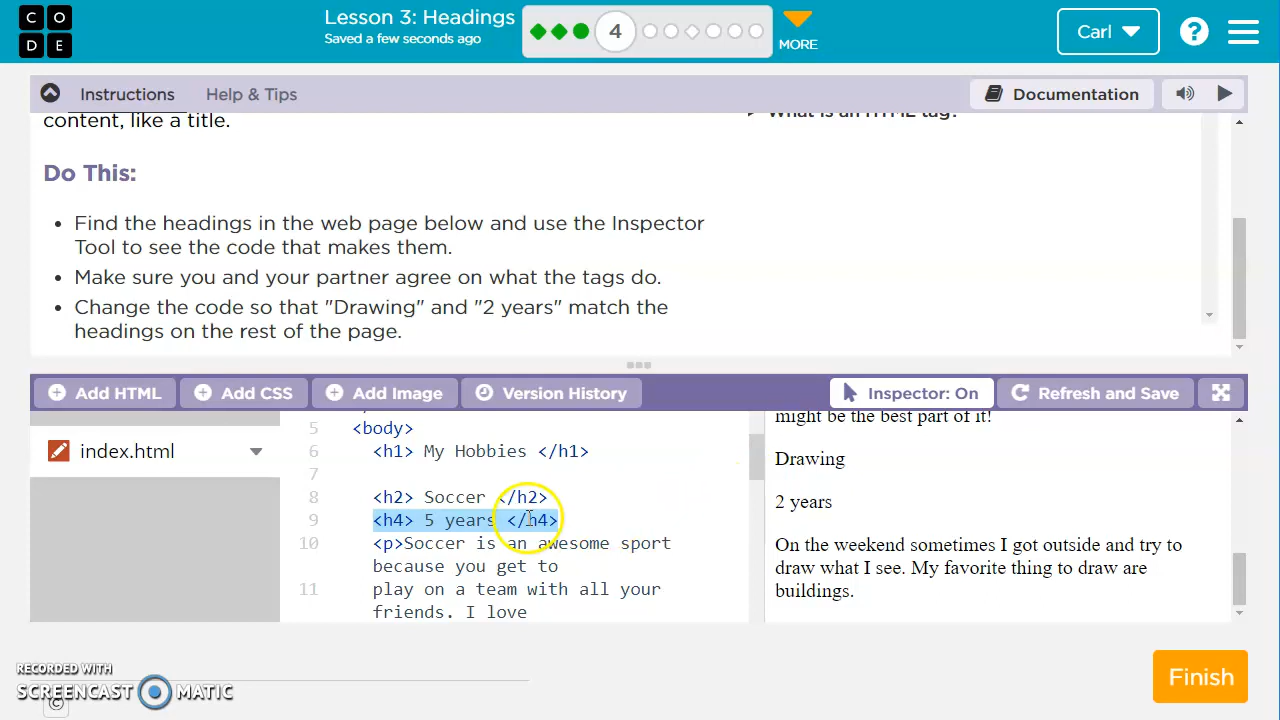 C O
D E
Lesson 3: Headings
Saved a few seconds ago
4
MORE
Carl
?
Instructions
Help & Tips
Documentation
content, like a title.
What is an HTML tag?
Do This:
• Find the headings in the web page below and use the Inspector
Tool to see the code that makes them.
• Make sure you and your partner agree on what the tags do.
• Change the code so that "Drawing" and "2 years" match the
headings on the rest of the page.
Add HTML
Add CSS
Add Image
Version History
Inspector: On
Refresh and Save
index.html
5 <body>
6 <h1> My Hobbies </h1>
7
8 <h2> Soccer </h2>
9 <h4> 5 years </h4>
10 <p>Soccer is an awesome sport
because you get to
11 play on a team with all your
friends. I love
might be the best part of it!
Drawing
2 years
On the weekend sometimes I got outside and try to
draw what I see. My favorite thing to draw are
buildings.
Finish
RECORDED WITH
SCREENCAST MATIC
©